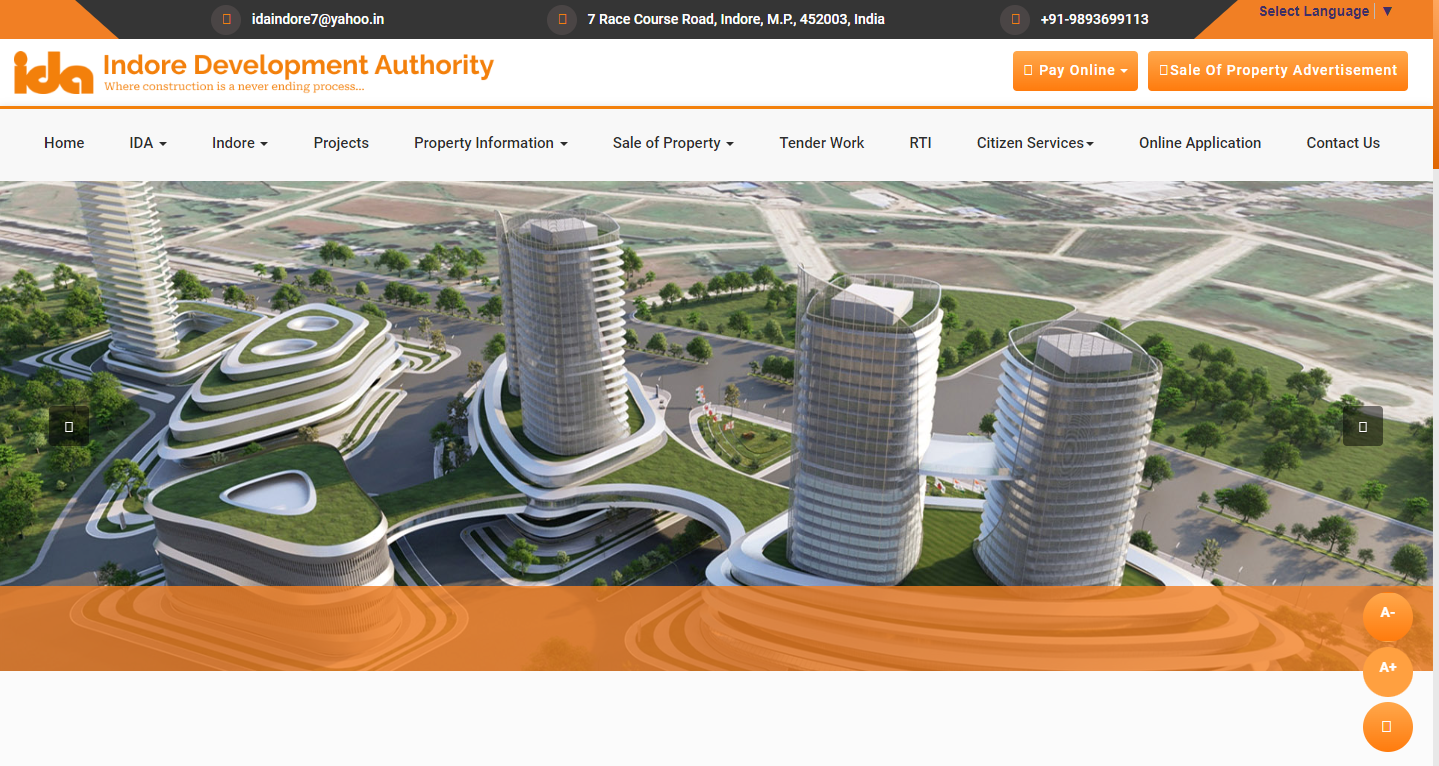 idaindore7@yahoo.in
7 Race Course Road, Indore, M.P., 452003, India
+91-9893699113
Select Language ▼
ida
Indore Development Authority
Where construction is a never ending process...
Pay Online
Sale Of Property Advertisement
Home IDA Indore Projects Property Information Sale of Property Tender Work RTI Citizen Services Online Application Contact Us
A-
A+